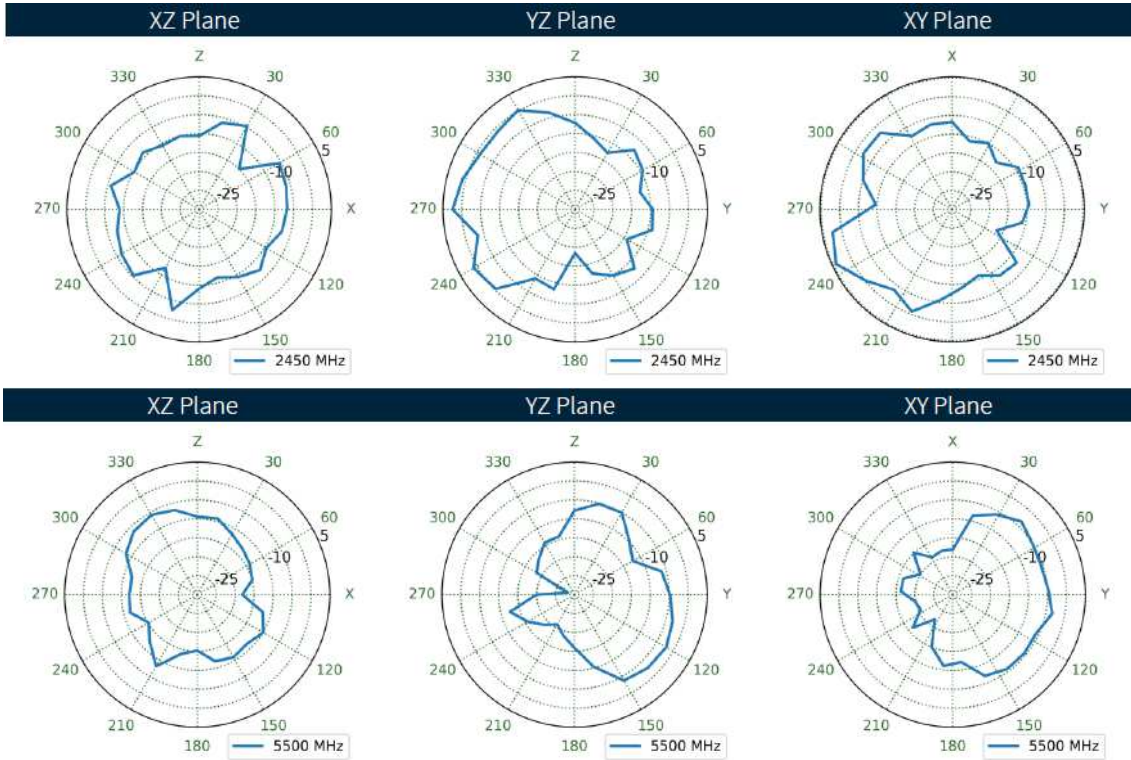 XZ Plane YZ Plane XY Plane
Z Z X
330 30 330 30 330 30
300 60 300 60 300 60
5 5 5
-10 -10 -10
-25 -25 -25
270 X 270 Y 270 Y
240 120 240 120 240 120
210 150 210 150 210 150
180 180 180
2450 MHz 2450 MHz 2450 MHz
XZ Plane YZ Plane XY Plane
Z Z X
330 30 330 30 330 30
300 60 300 60 300 60
5 5 5
-10 -10 -10
-25 -25 -25
270 X 270 Y 270 Y
240 120 240 120 240 120
210 150 210 150 210 150
180 180 180
5500 MHz 5500 MHz 5500 MHz